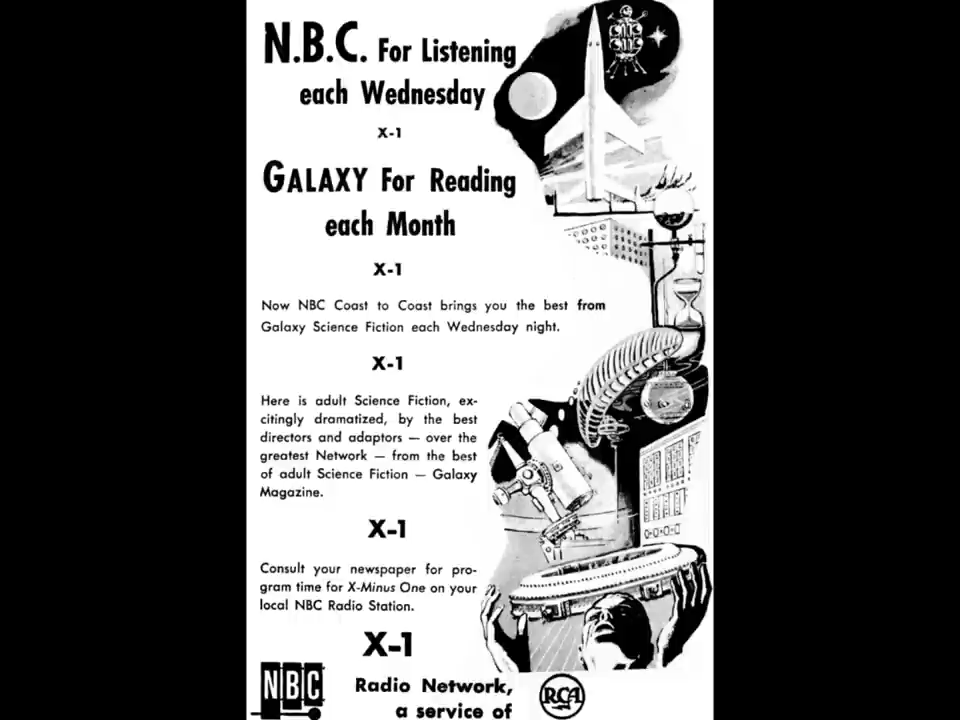 N.B.C. For Listening
each Wednesday
X-1
GALAXY For Reading
each Month
X-1
Now NBC Coast to Coast brings you the best from
Galaxy Science Fiction each Wednesday night.
X-1
Here is adult Science Fiction, ex-
citingly dramatized, by the best
directors and adaptors — over the
greatest Network — from the best
of adult Science Fiction — Galaxy
Magazine.
X-1
Consult your newspaper for pro-
gram time for X-Minus One on your
local NBC Radio Station.
X-1
NBC
Radio Network,
a service of
RCA